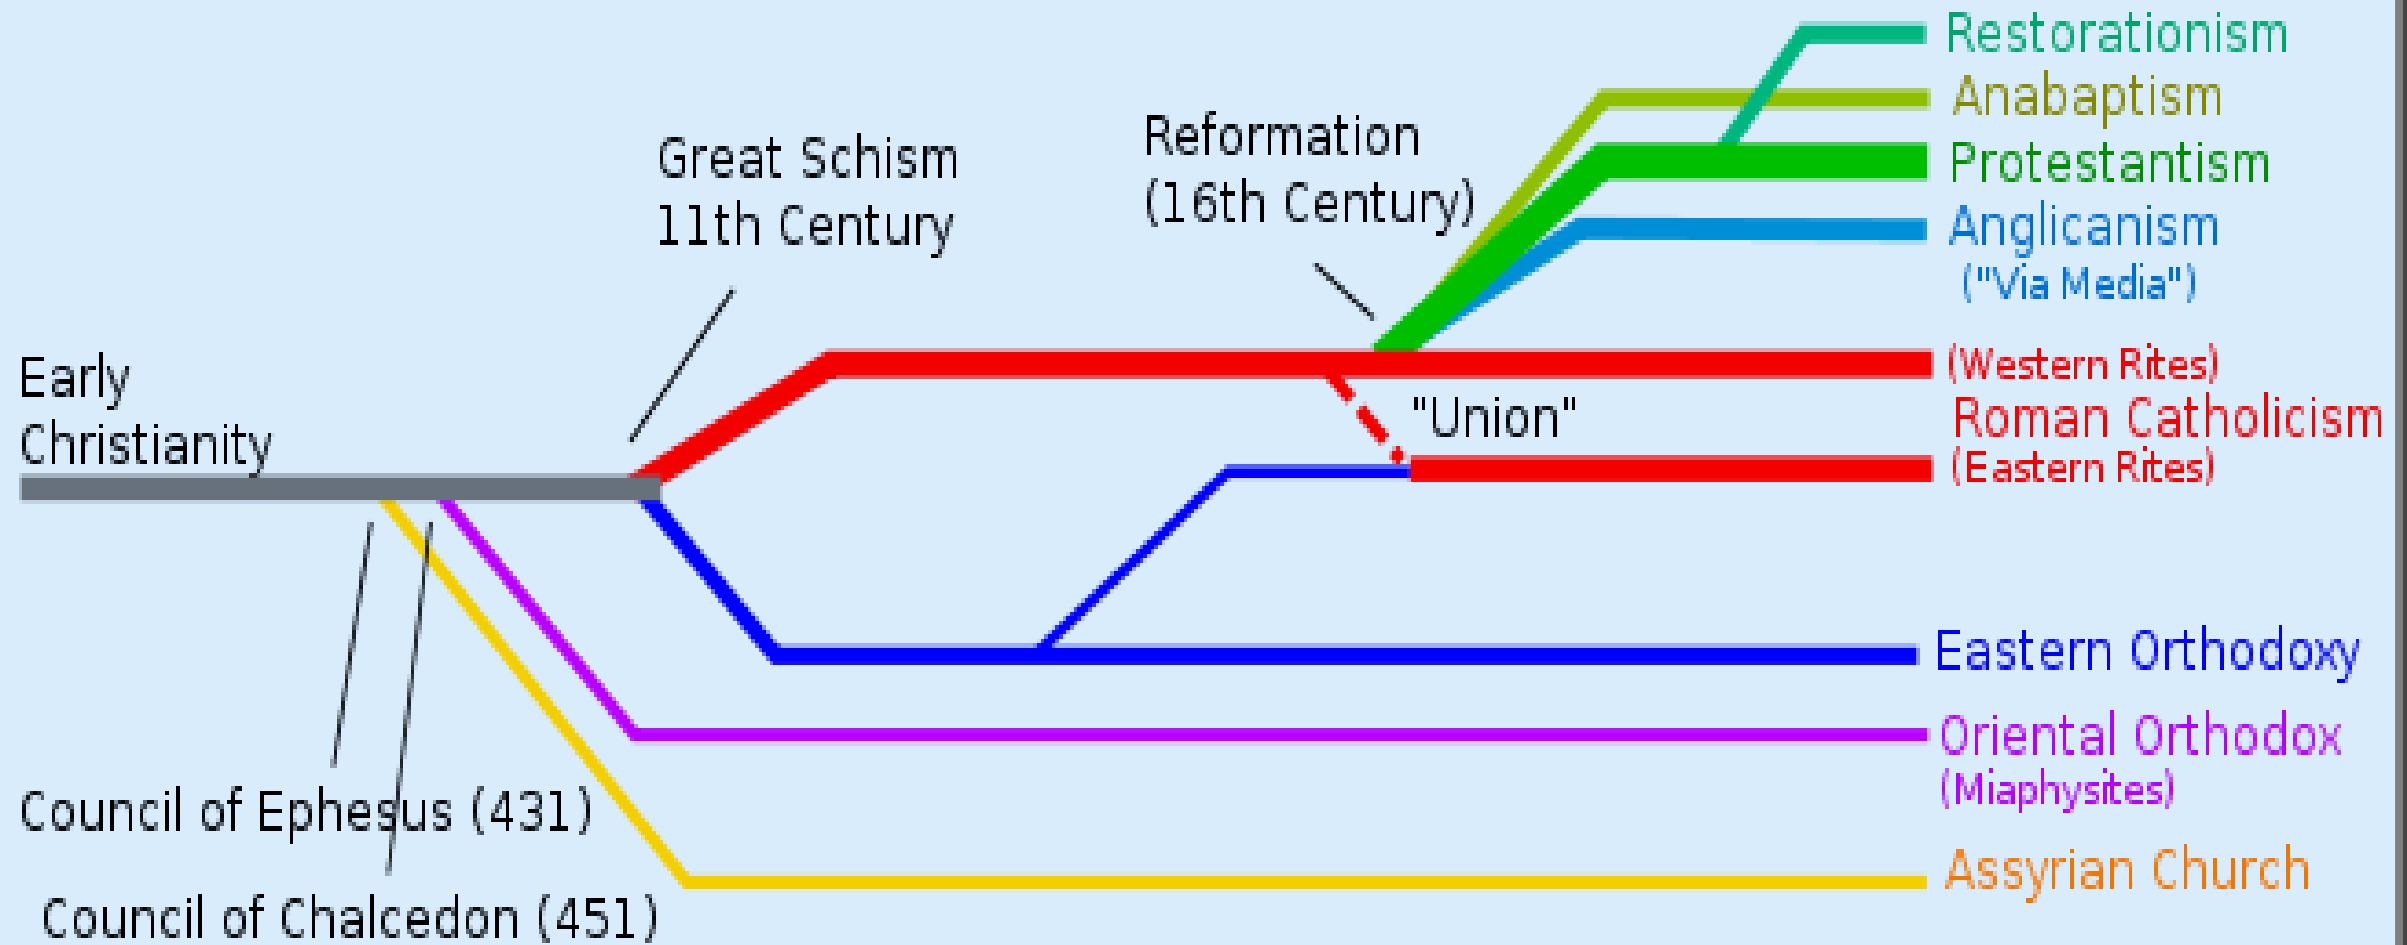 Restorationism
Anabaptism
Protestantism
Anglicanism
("Via Media")
Reformation
(16th Century)
Great Schism
11th Century
Early
Christianity
(Western Rites)
"Union"
Roman Catholicism
(Eastern Rites)
Eastern Orthodoxy
Oriental Orthodox
(Miaphysites)
Council of Ephesus (431)
Assyrian Church
Council of Chalcedon (451)